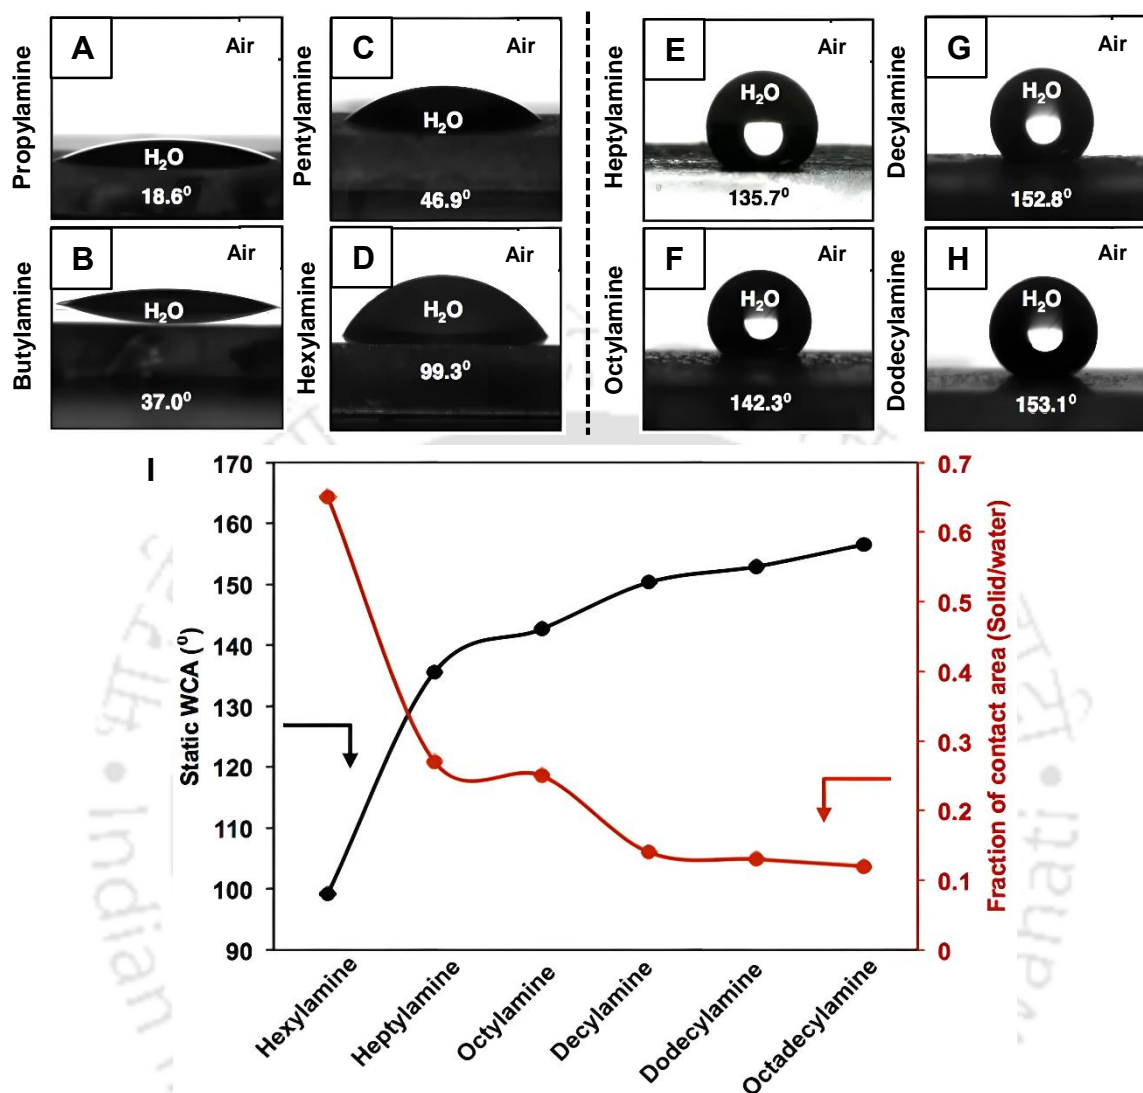 A
Air
Propylamine
H₂O
18.6⁰
C
Air
Pentylamine
H₂O
46.9⁰
E
Air
Heptylamine
H₂O
135.7⁰
G
Air
Decylamine
H₂O
152.8⁰
B
Air
Butylamine
H₂O
37.0⁰
D
Air
Hexylamine
H₂O
99.3⁰
F
Air
Octylamine
H₂O
142.3⁰
H
Air
Dodecylamine
H₂O
153.1⁰
I
170
160
150
140
130
120
110
100
90
Static WCA (⁰)
0.7
0.6
0.5
0.4
0.3
0.2
0.1
0
Fraction of contact area (Solid/water)
Hexylamine
Heptylamine
Octylamine
Decylamine
Dodecylamine
Octadecylamine
Indian